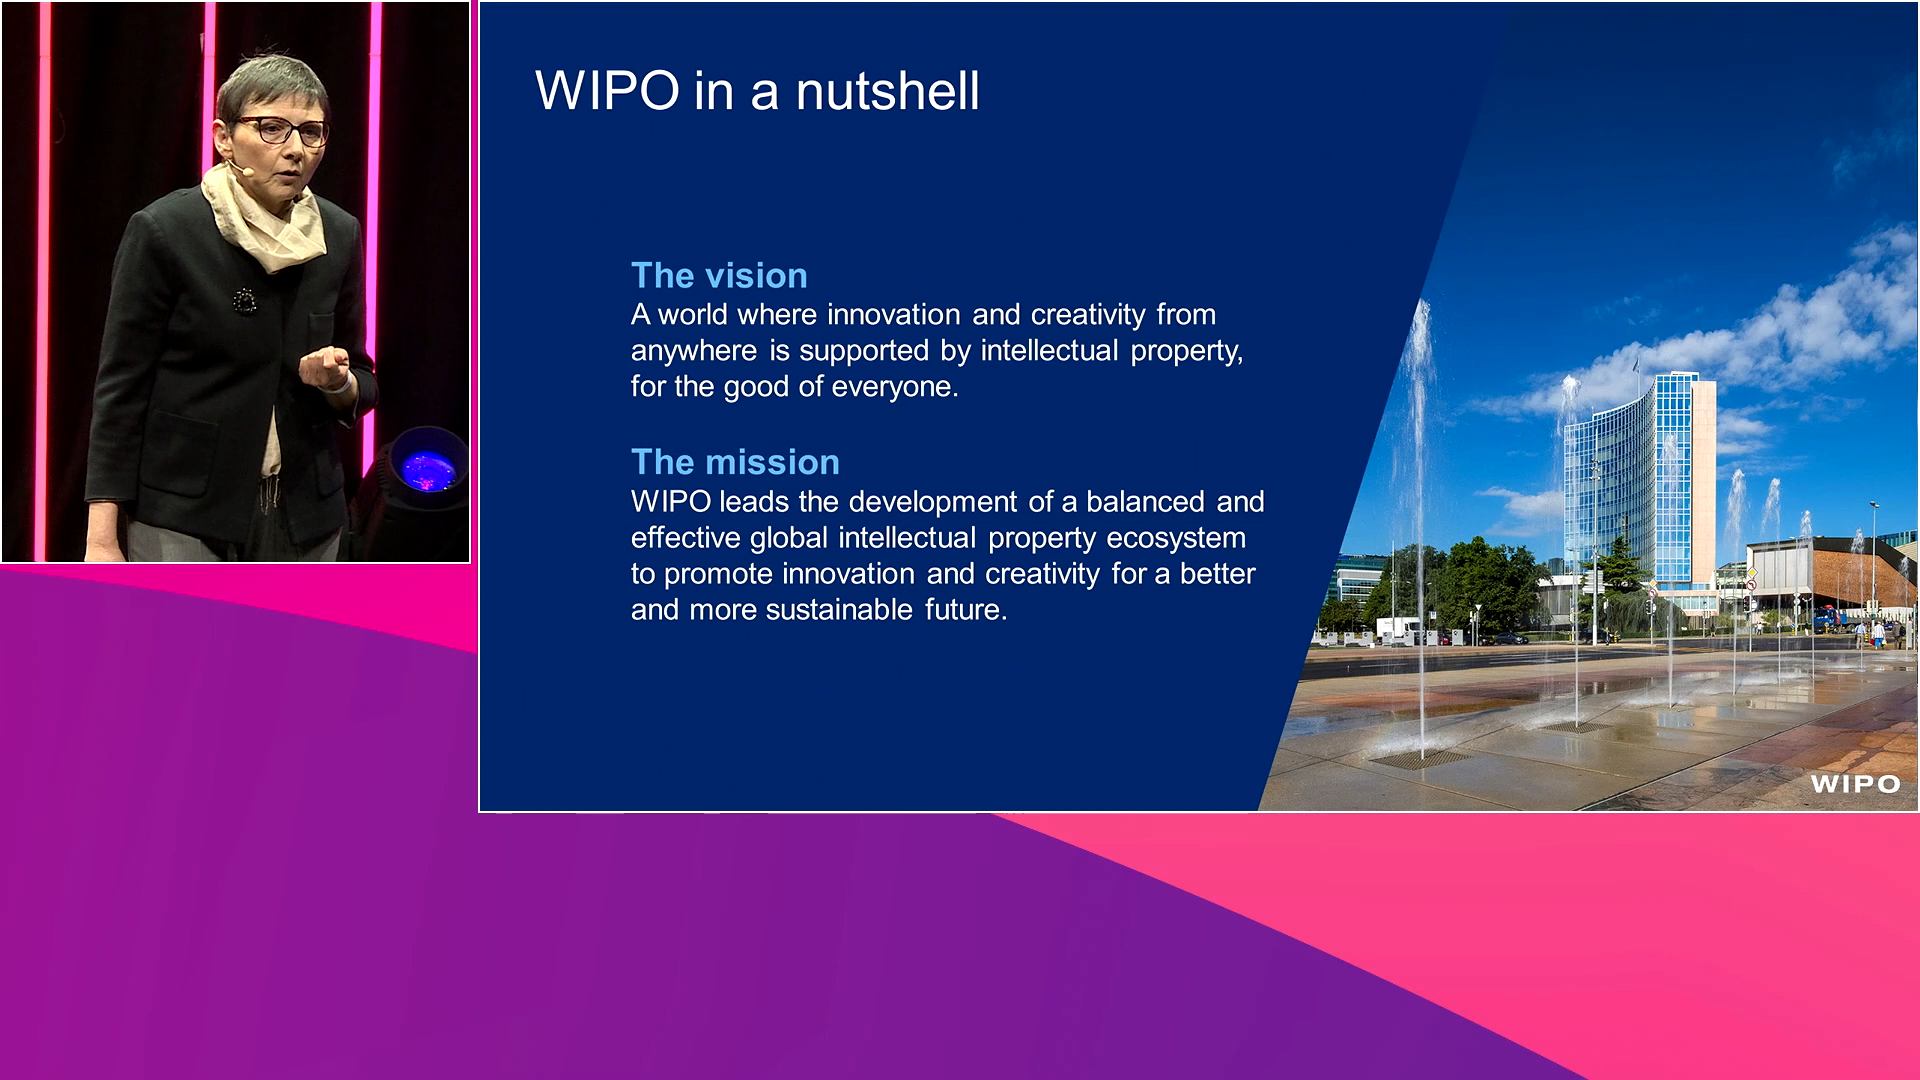 WIPO in a nutshell
The vision
A world where innovation and creativity from
anywhere is supported by intellectual property,
for the good of everyone.
The mission
WIPO leads the development of a balanced and
effective global intellectual property ecosystem
to promote innovation and creativity for a better
and more sustainable future.
WIPO